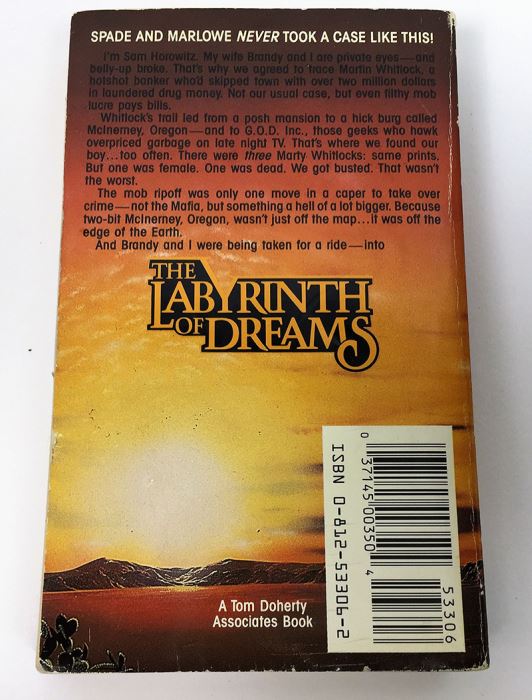 SPADE AND MARLOWE NEVER TOOK A CASE LIKE THIS!
I'm Sam Horowitz. My wife Brandy and I are private eyes—and
belly-up broke. That's why we agreed to trace Martin Whitlock, a
hotshot banker who'd skipped town with over two million dollars
in laundered drug money. Not our usual case, but even filthy mob
lucre pays bills.
Whitlock's trail led from a posh mansion to a hick burg called
McInerney, Oregon—and to G.O.D. Inc., those geeks who hawk
overpriced garbage on late night TV. That's where we found our
boy...too often. There were three Marty Whitlocks: same prints.
But one was female. One was dead. We got busted. That wasn't
the worst.
The mob ripoff was only one move in a caper to take over
crime—not the Mafia, but something a hell of a lot bigger. Because
two-bit McInerney, Oregon, wasn't just off the map...it was off the
edge of the Earth.
And Brandy and I were being taken for a ride—into
THE
LABYRINTH
OF DREAMS
A Tom Doherty
Associates Book
ISBN 0-812-53306-2
0 37145 00350 4
53306